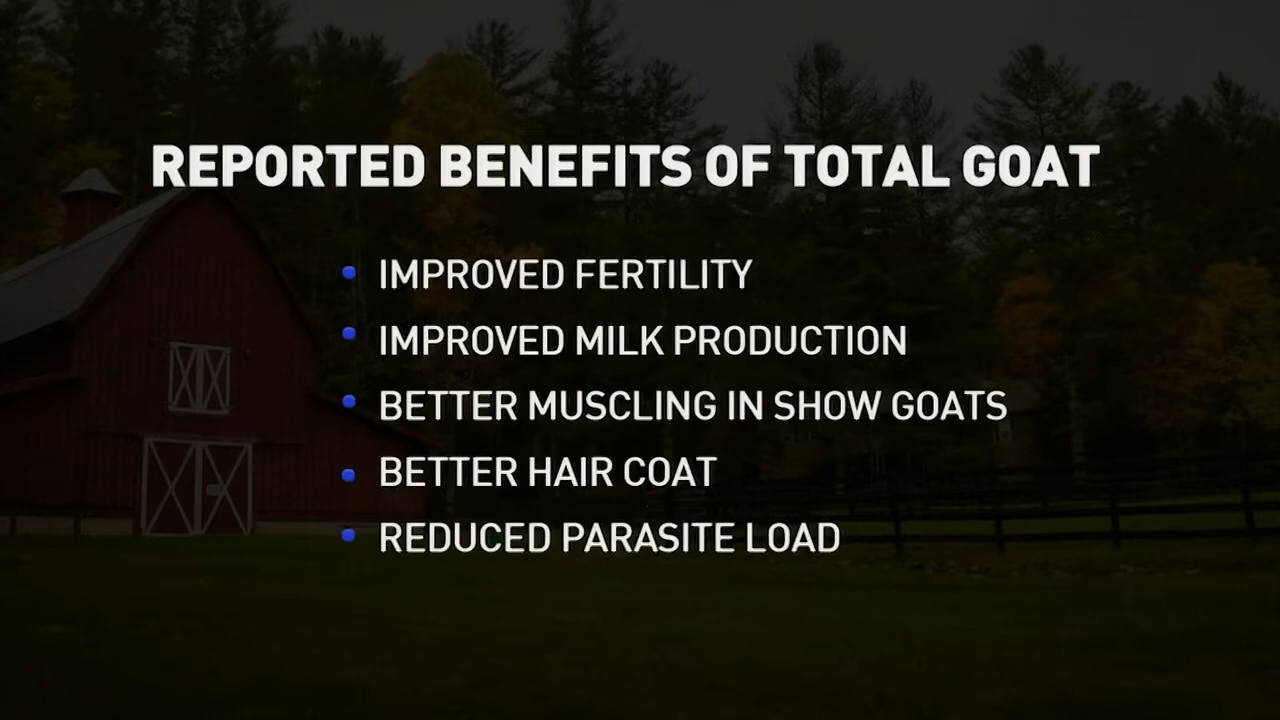 REPORTED BENEFITS OF TOTAL GOAT
• IMPROVED FERTILITY
• IMPROVED MILK PRODUCTION
• BETTER MUSCLING IN SHOW GOATS
• BETTER HAIR COAT
• REDUCED PARASITE LOAD